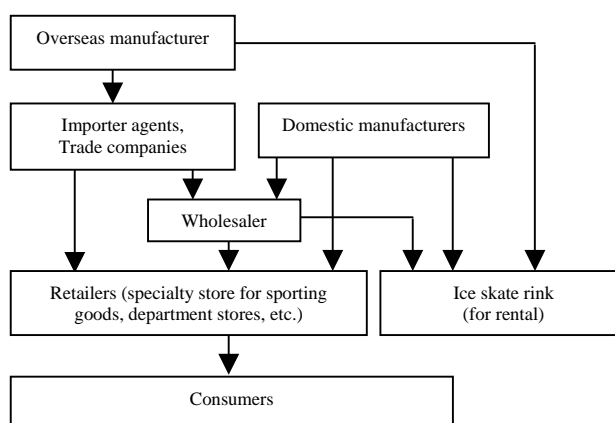 Overseas manufacturer
Importer agents,
Trade companies
Domestic manufacturers
Wholesaler
Retailers (specialty store for sporting
goods, department stores, etc.)
Ice skate rink
(for rental)
Consumers